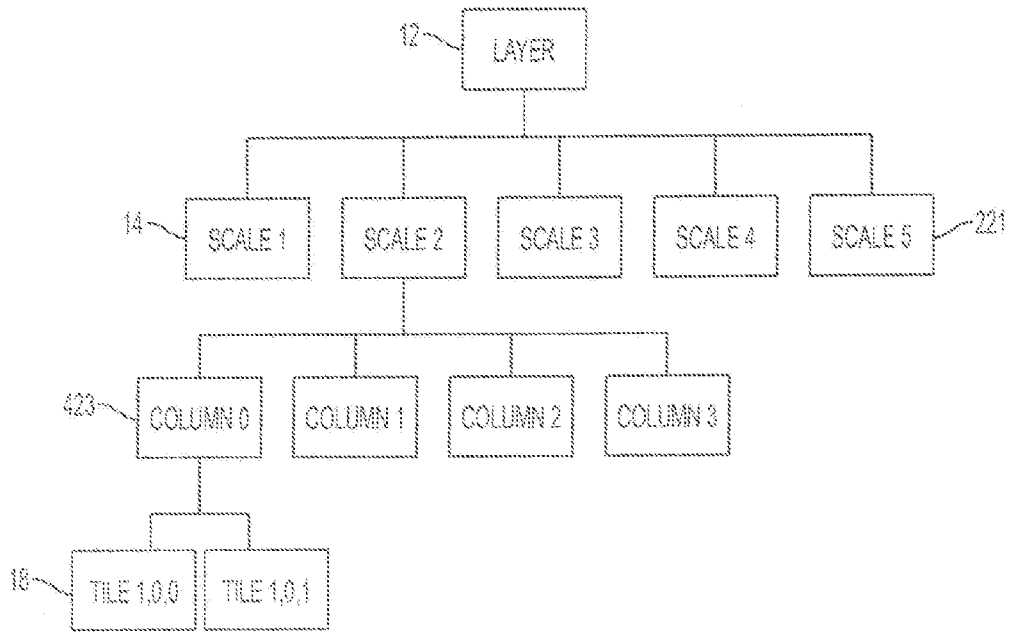 12
LAYER
14
SCALE 1
SCALE 2
SCALE 3
SCALE 4
SCALE 5
221
423
COLUMN 0
COLUMN 1
COLUMN 2
COLUMN 3
18
TILE 1,0,0
TILE 1,0,1